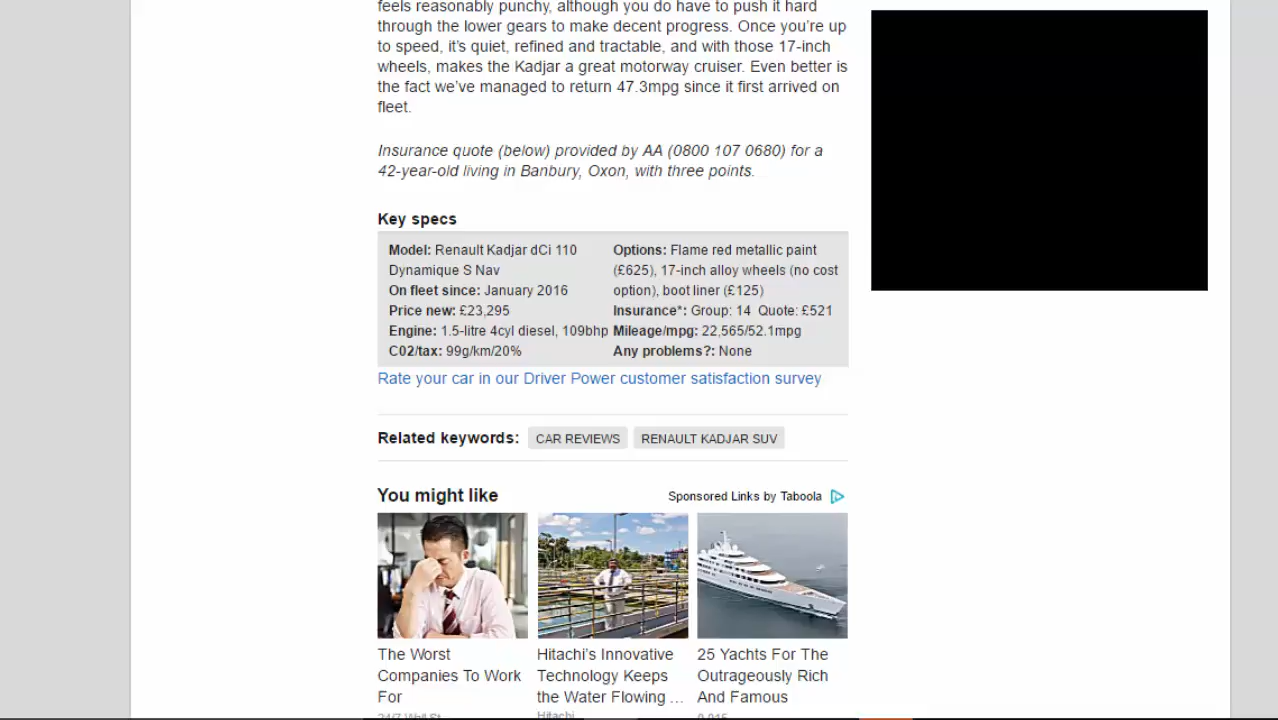 feels reasonably punchy, although you do have to push it hard
through the lower gears to make decent progress. Once you’re up
to speed, it’s quiet, refined and tractable, and with those 17-inch
wheels, makes the Kadjar a great motorway cruiser. Even better is
the fact we’ve managed to return 47.3mpg since it first arrived on
fleet.
Insurance quote (below) provided by AA (0800 107 0680) for a
42-year-old living in Banbury, Oxon, with three points.
Key specs
Model: Renault Kadjar dCi 110
Dynamique S Nav
On fleet since: January 2016
Price new: £23,295
Engine: 1.5-litre 4cyl diesel, 109bhp
C02/tax: 99g/km/20%
Options: Flame red metallic paint
(£625), 17-inch alloy wheels (no cost
option), boot liner (£125)
Insurance*: Group: 14 Quote: £521
Mileage/mpg: 22,565/52.1mpg
Any problems?: None
Rate your car in our Driver Power customer satisfaction survey
Related keywords: CAR REVIEWS RENAULT KADJAR SUV
You might like
Sponsored Links by Taboola
The Worst
Companies To Work
For
24/7 Wall St.
Hitachi’s Innovative
Technology Keeps
the Water Flowing ...
Hitachi
25 Yachts For The
Outrageously Rich
And Famous